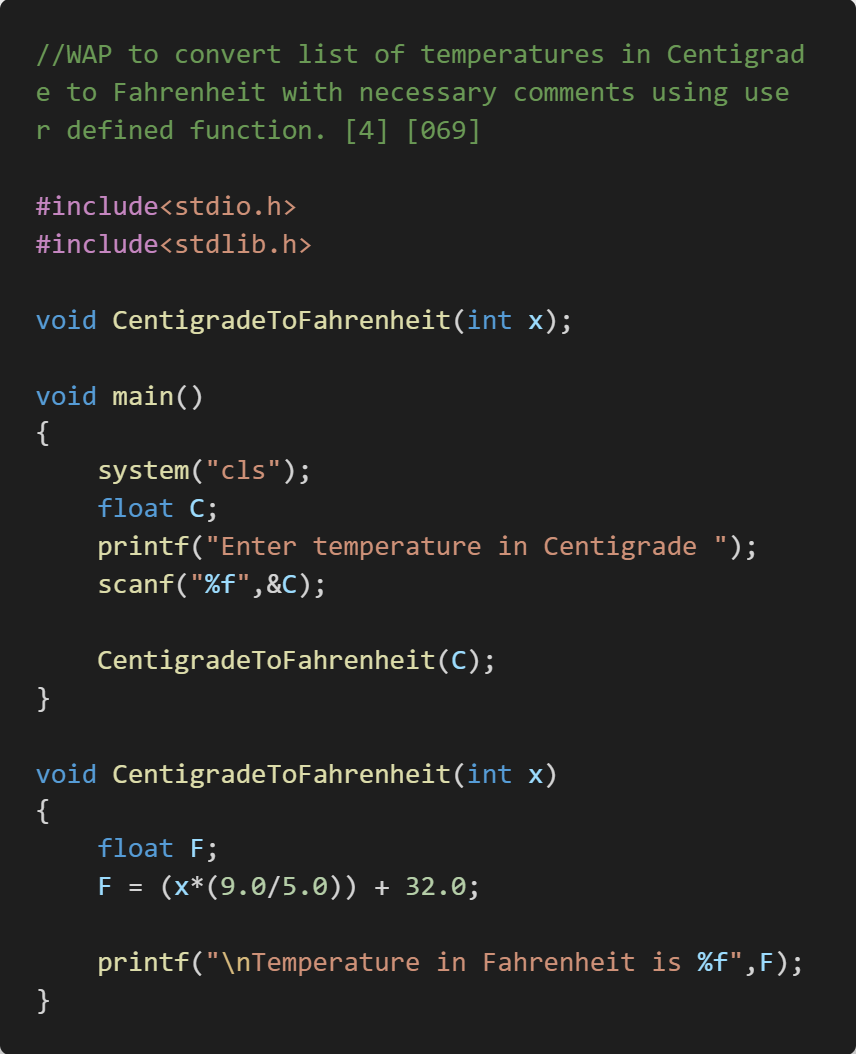 //WAP to convert list of temperatures in Centigrad
e to Fahrenheit with necessary comments using use
r defined function. [4] [069]
#include<stdio.h>
#include<stdlib.h>
void CentigradeToFahrenheit(int x);
void main()
{
    system("cls");
    float C;
    printf("Enter temperature in Centigrade ");
    scanf("%f",&C);
    CentigradeToFahrenheit(C);
}
void CentigradeToFahrenheit(int x)
{
    float F;
    F = (x*(9.0/5.0)) + 32.0;
    printf("\nTemperature in Fahrenheit is %f",F);
}